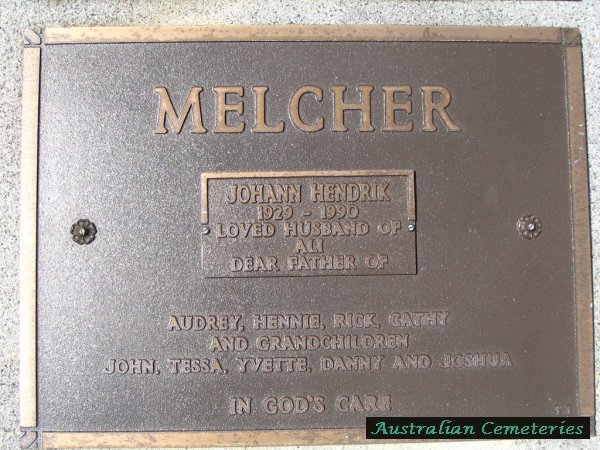 MELCHER
JOHANN HENDRIK
1929 - 1990
LOVED HUSBAND OF
ALI
DEAR FATHER OF
AUDREY, HENNIE, RICK, CATHY
AND GRANDCHILDREN
JOHN, TESSA, YVETTE, DANNY AND JOSHUA
IN GOD'S CARE
Australian Cemeteries